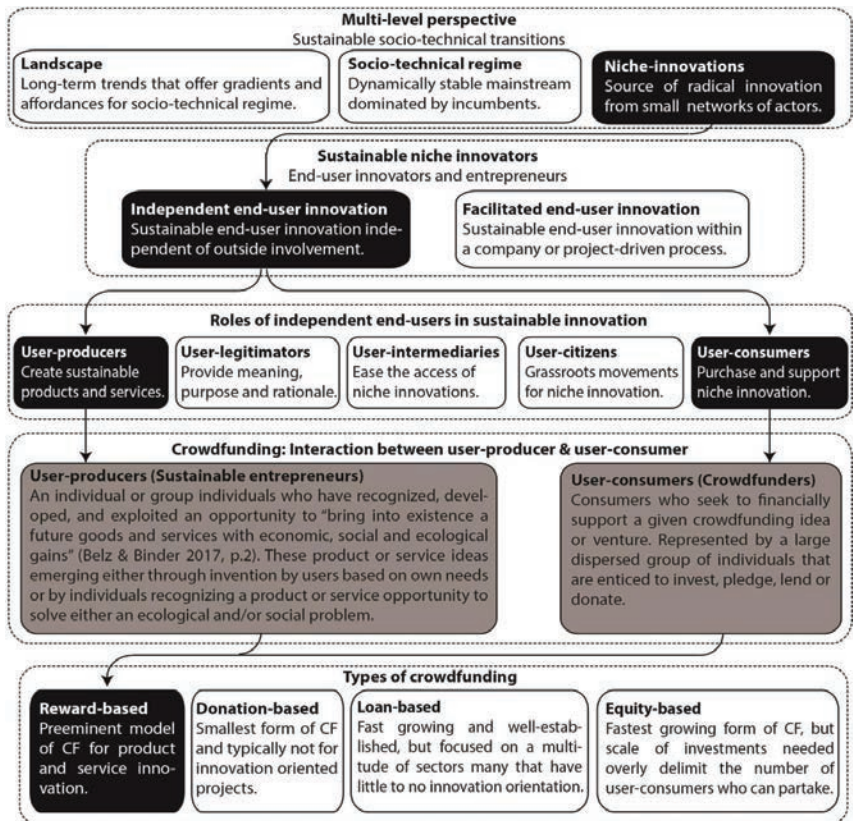 Multi-level perspective
Sustainable socio-technical transitions
Landscape
Long-term trends that offer gradients and
affordances for socio-technical regime.
Socio-technical regime
Dynamically stable mainstream
dominated by incumbents.
Niche-innovations
Source of radical innovation
from small networks of actors.
Sustainable niche innovators
End-user innovators and entrepreneurs
Independent end-user innovation
Sustainable end-user innovation inde-
pendent of outside involvement.
Facilitated end-user innovation
Sustainable end-user innovation within
a company or project-driven process.
Roles of independent end-users in sustainable innovation
User-producers
Create sustainable
products and services.
User-legitimators
Provide meaning,
purpose and rationale.
User-intermediaries
Ease the access of
niche innovations.
User-citizens
Grassroots movements
for niche innovation.
User-consumers
Purchase and support
niche innovation.
Crowdfunding: Interaction between user-producer & user-consumer
User-producers (Sustainable entrepreneurs)
An individual or group individuals who have recognized, devel-
oped, and exploited an opportunity to “bring into existence a
future goods and services with economic, social and ecological
gains” (Belz & Binder 2017, p.2). These product or service ideas
emerging either through invention by users based on own needs
or by individuals recognizing a product or service opportunity to
solve either an ecological and/or social problem.
User-consumers (Crowdfunders)
Consumers who seek to financially
support a given crowdfunding idea
or venture. Represented by a large
dispersed group of individuals that
are enticed to invest, pledge, lend or
donate.
Types of crowdfunding
Reward-based
Preeminent model
of CF for product
and service inno-
vation.
Donation-based
Smallest form of CF
and typically not for
innovation oriented
projects.
Loan-based
Fast growing and well-estab-
lished, but focused on a multi-
tude of sectors many that have
little to no innovation orientation.
Equity-based
Fastest growing form of CF, but
scale of investments needed
overly delimit the number of
user-consumers who can partake.